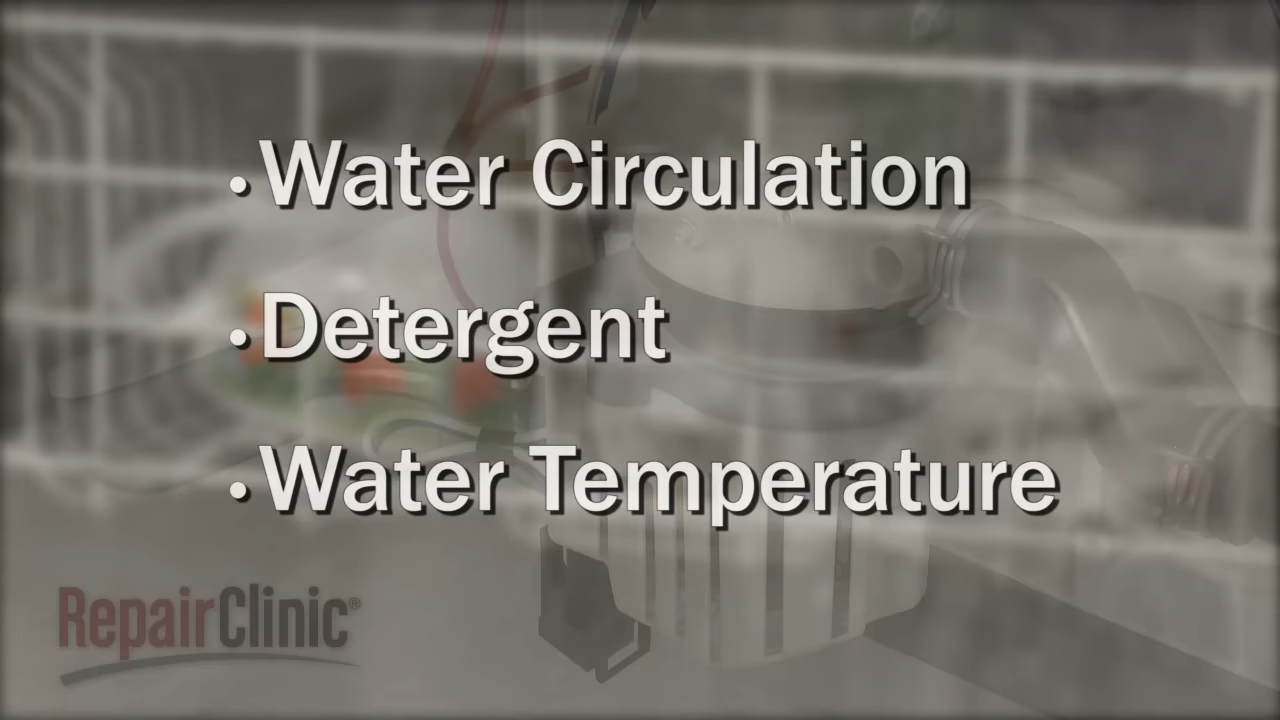 • Water Circulation
• Detergent
• Water Temperature
RepairClinic®